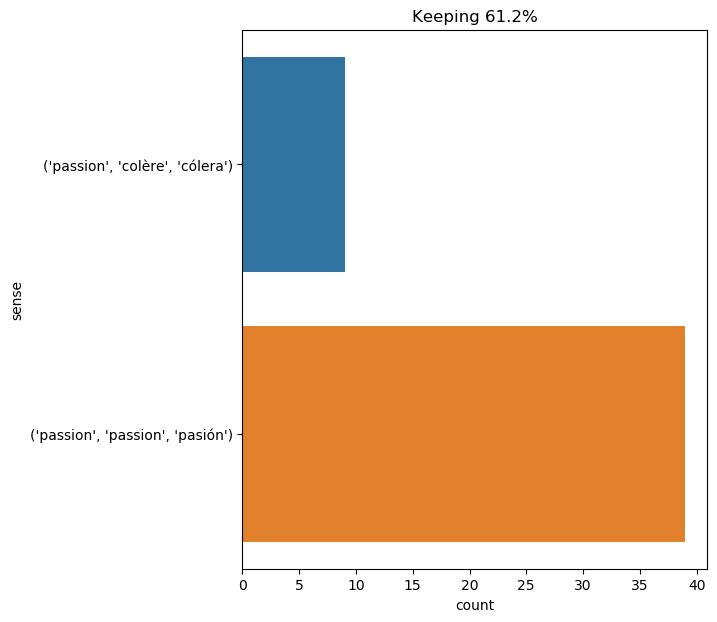 Keeping 61.2%
sense
('passion', 'colère', 'cólera')
('passion', 'passion', 'pasión')
0 5 10 15 20 25 30 35 40
count